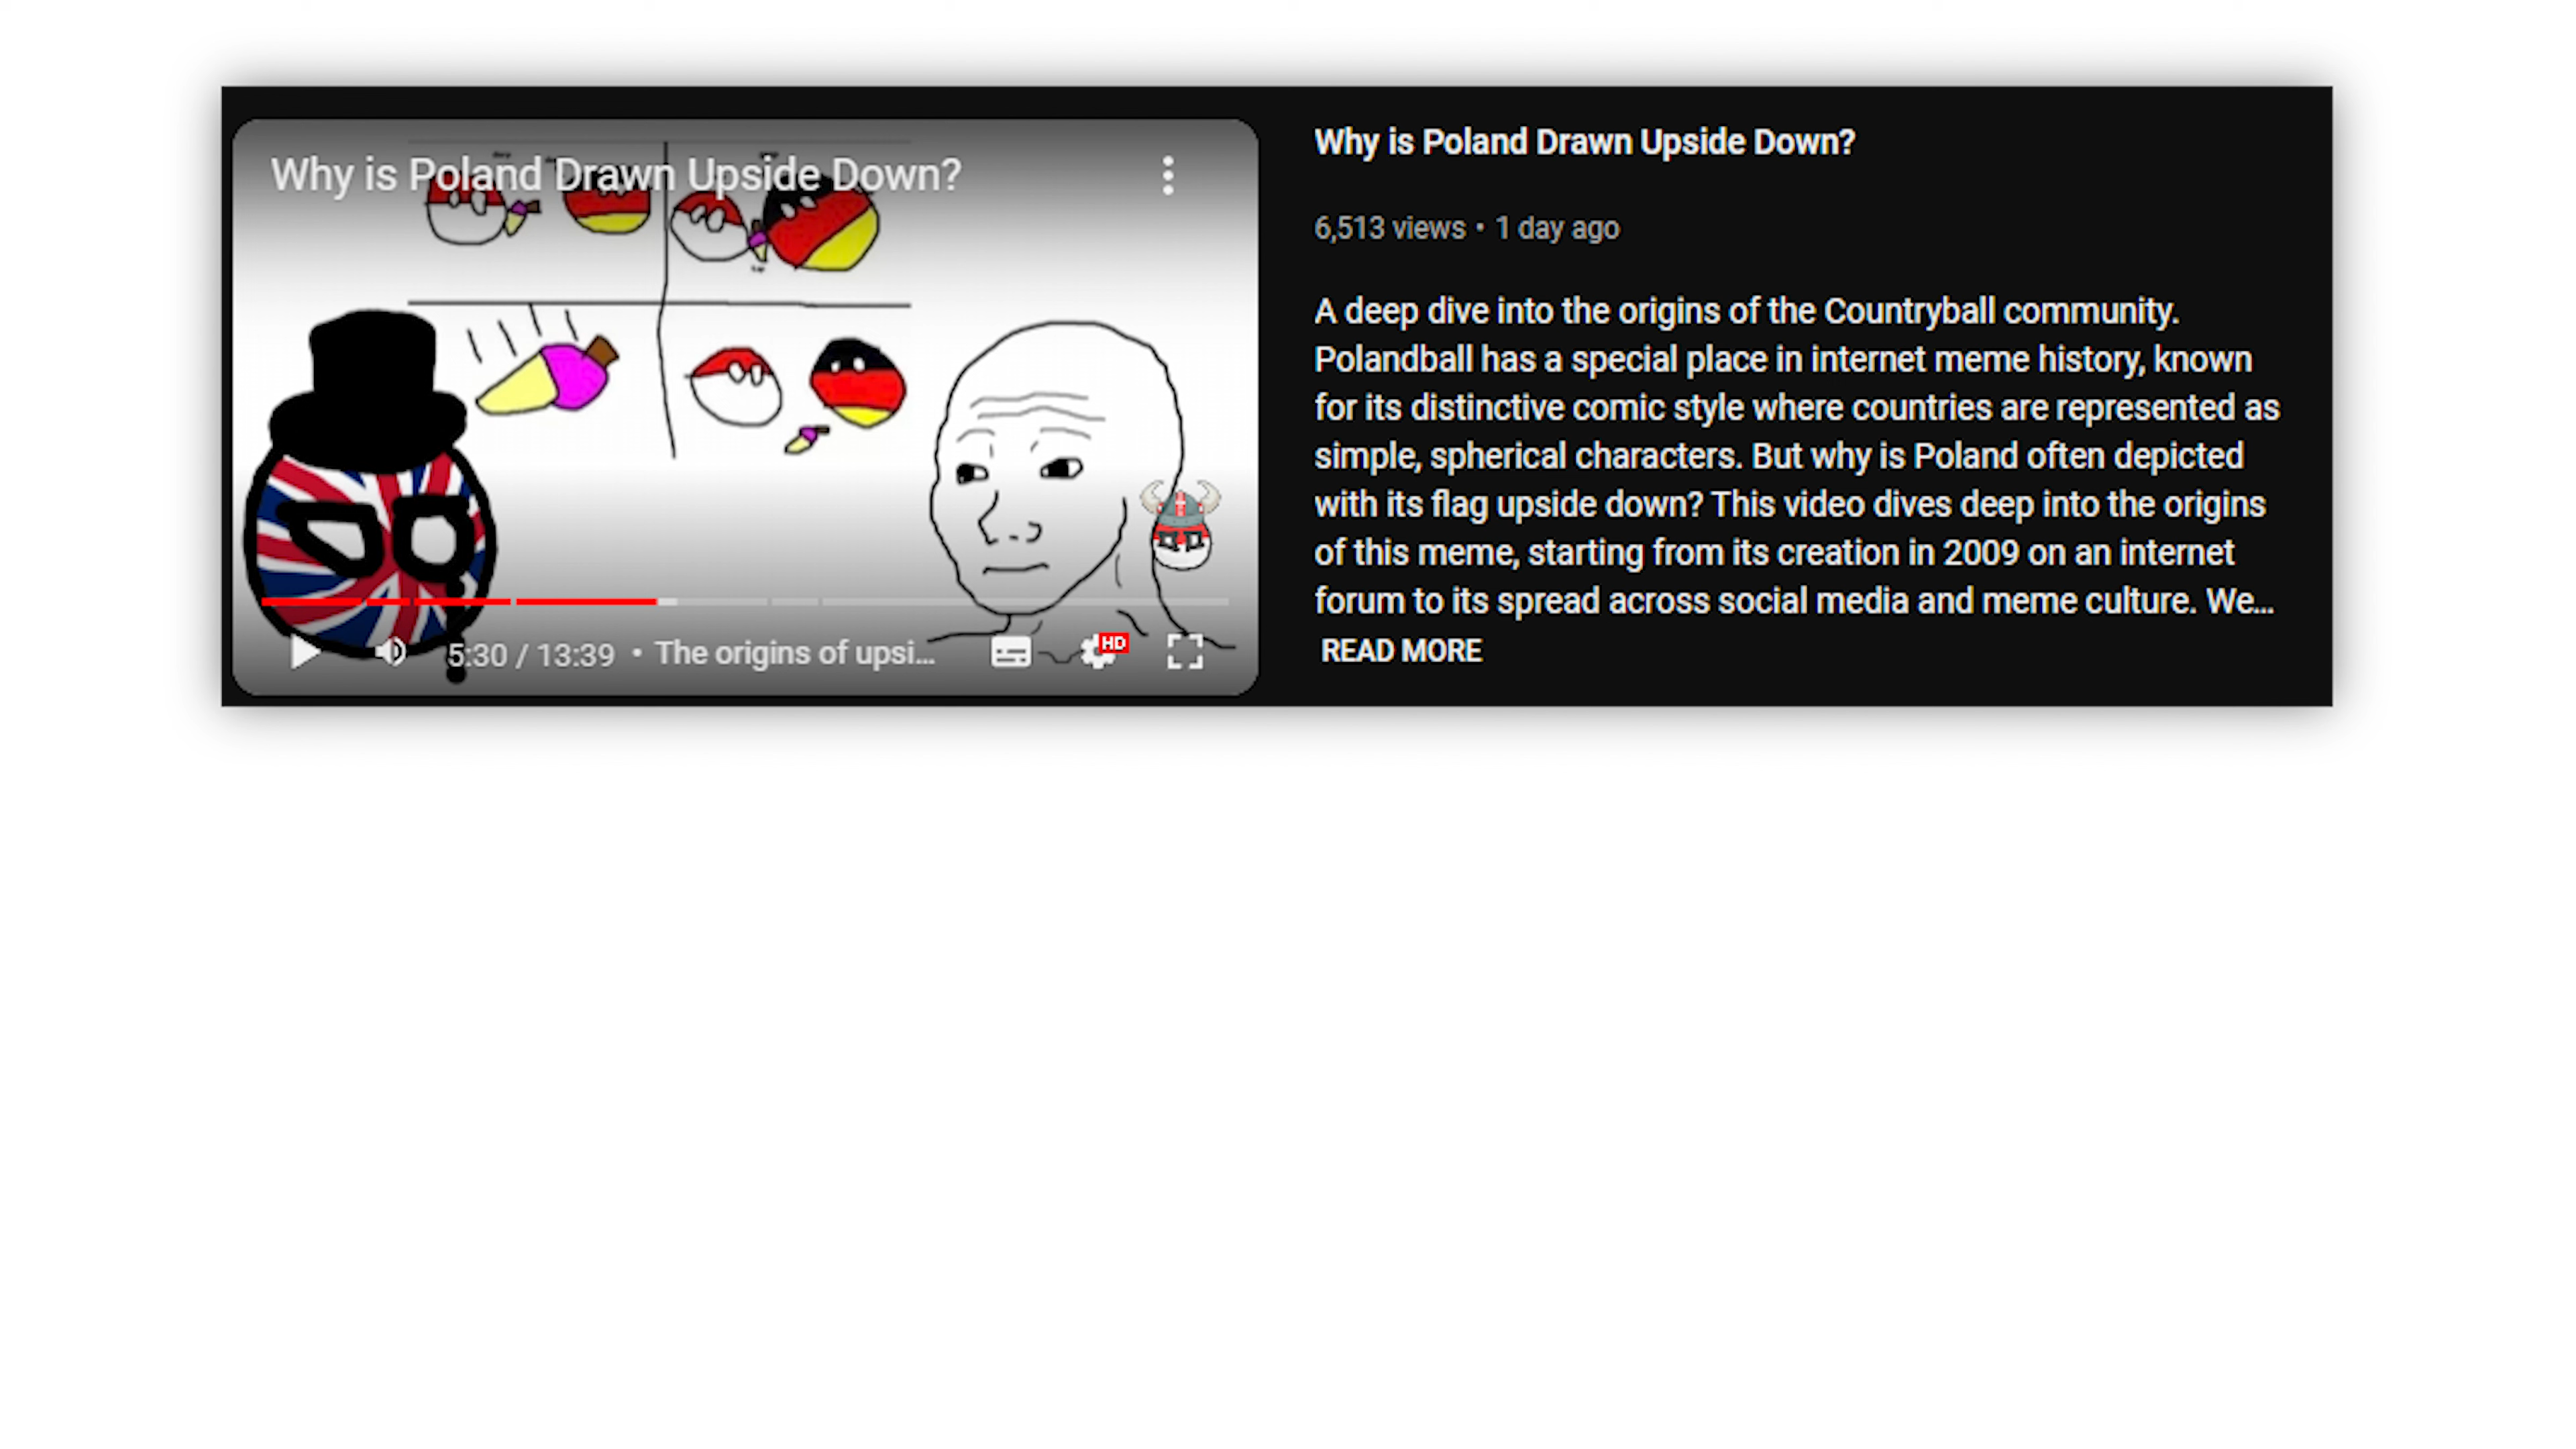 Why is Poland Drawn Upside Down?
HD
5:30 / 13:39 • The origins of upsi...
Why is Poland Drawn Upside Down?
6,513 views • 1 day ago
A deep dive into the origins of the Countryball community.
Polandball has a special place in internet meme history, known
for its distinctive comic style where countries are represented as
simple, spherical characters. But why is Poland often depicted
with its flag upside down? This video dives deep into the origins
of this meme, starting from its creation in 2009 on an internet
forum to its spread across social media and meme culture. We...
READ MORE